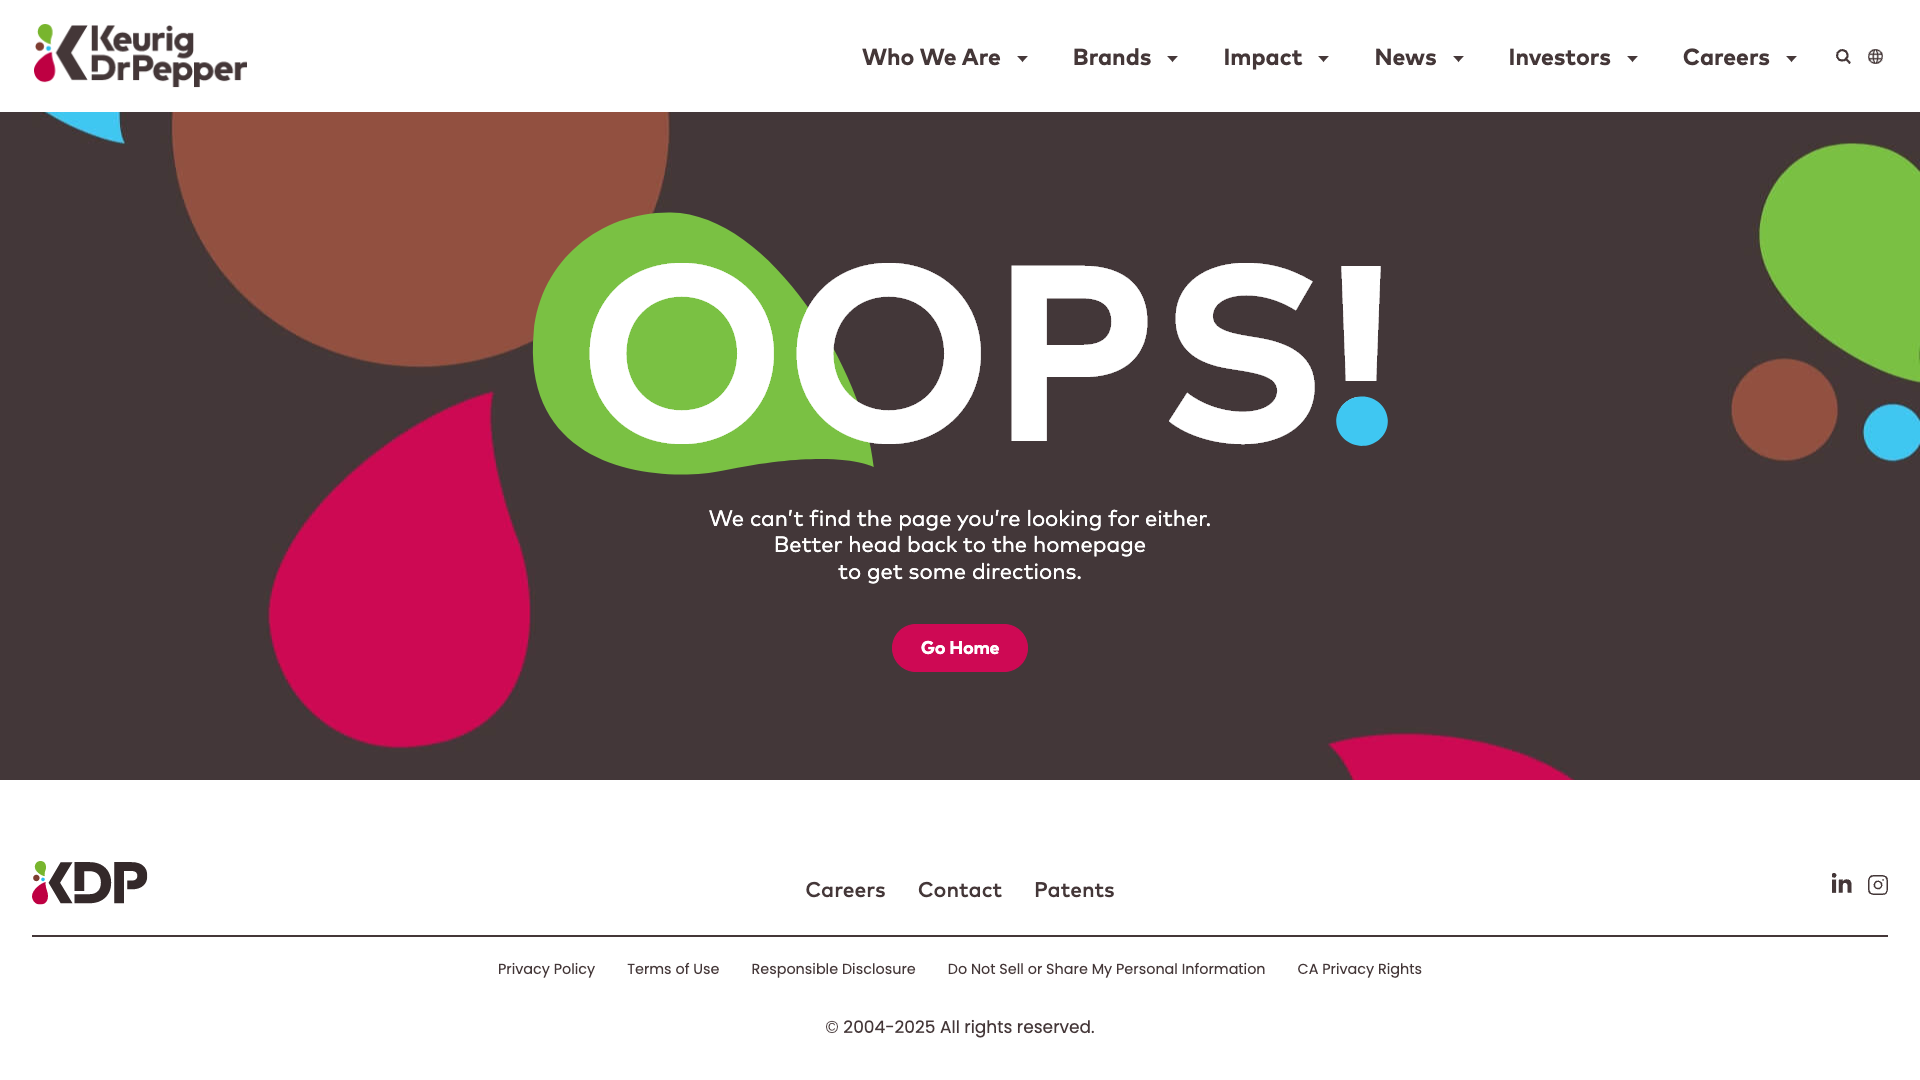 Keurig
DrPepper
Who We Are
Brands
Impact
News
Investors
Careers
OOPS!
We can’t find the page you’re looking for either.
Better head back to the homepage
to get some directions.
Go Home
KDP
Careers
Contact
Patents
in
Privacy Policy
Terms of Use
Responsible Disclosure
Do Not Sell or Share My Personal Information
CA Privacy Rights
© 2004-2025 All rights reserved.